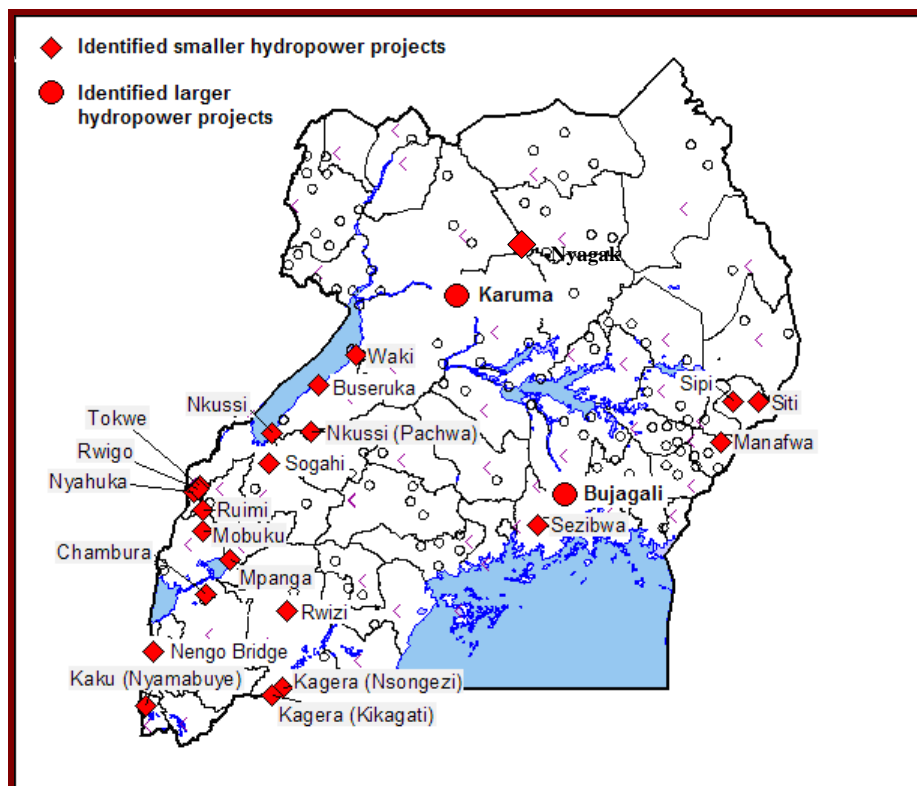 Identified smaller hydropower projects
Identified larger
hydropower projects
Nyagak
Karuma
Waki
Buseruka
Sipi
Siti
Nkussi
Tokwe
Nkussi (Pachwa)
Manafwa
Rwigo
Sogahi
Nyahuka
Bujagali
Ruimi
Sezibwa
Mobuku
Chambura
Mpanga
Rwizi
Nengo Bridge
Kaku (Nyamabuye)
Kagera (Nsongezi)
Kagera (Kikagati)